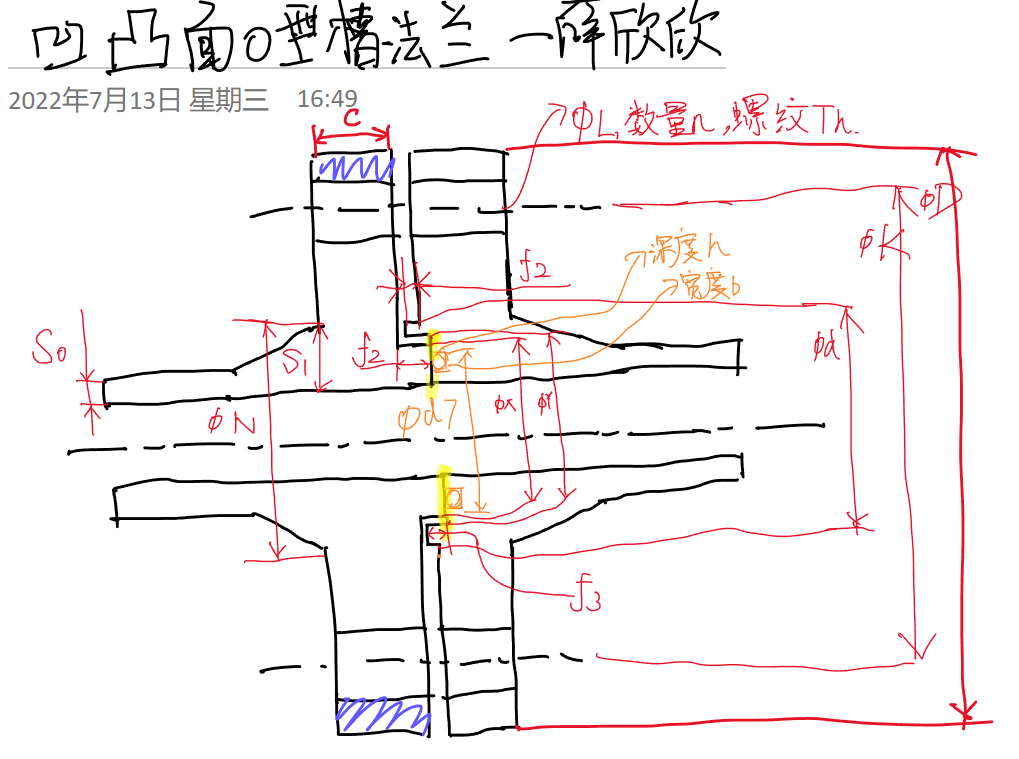 凹凸面O型槽法兰一薛欣欣
2022年7月13日 星期三 16:49
C
ΦL,数量n,螺纹Th.
ΦD
ΦK
深度h
宽度b
f2
S0
S1
f2
Φd
ΦN
Φd7
Φx
ΦY
f3